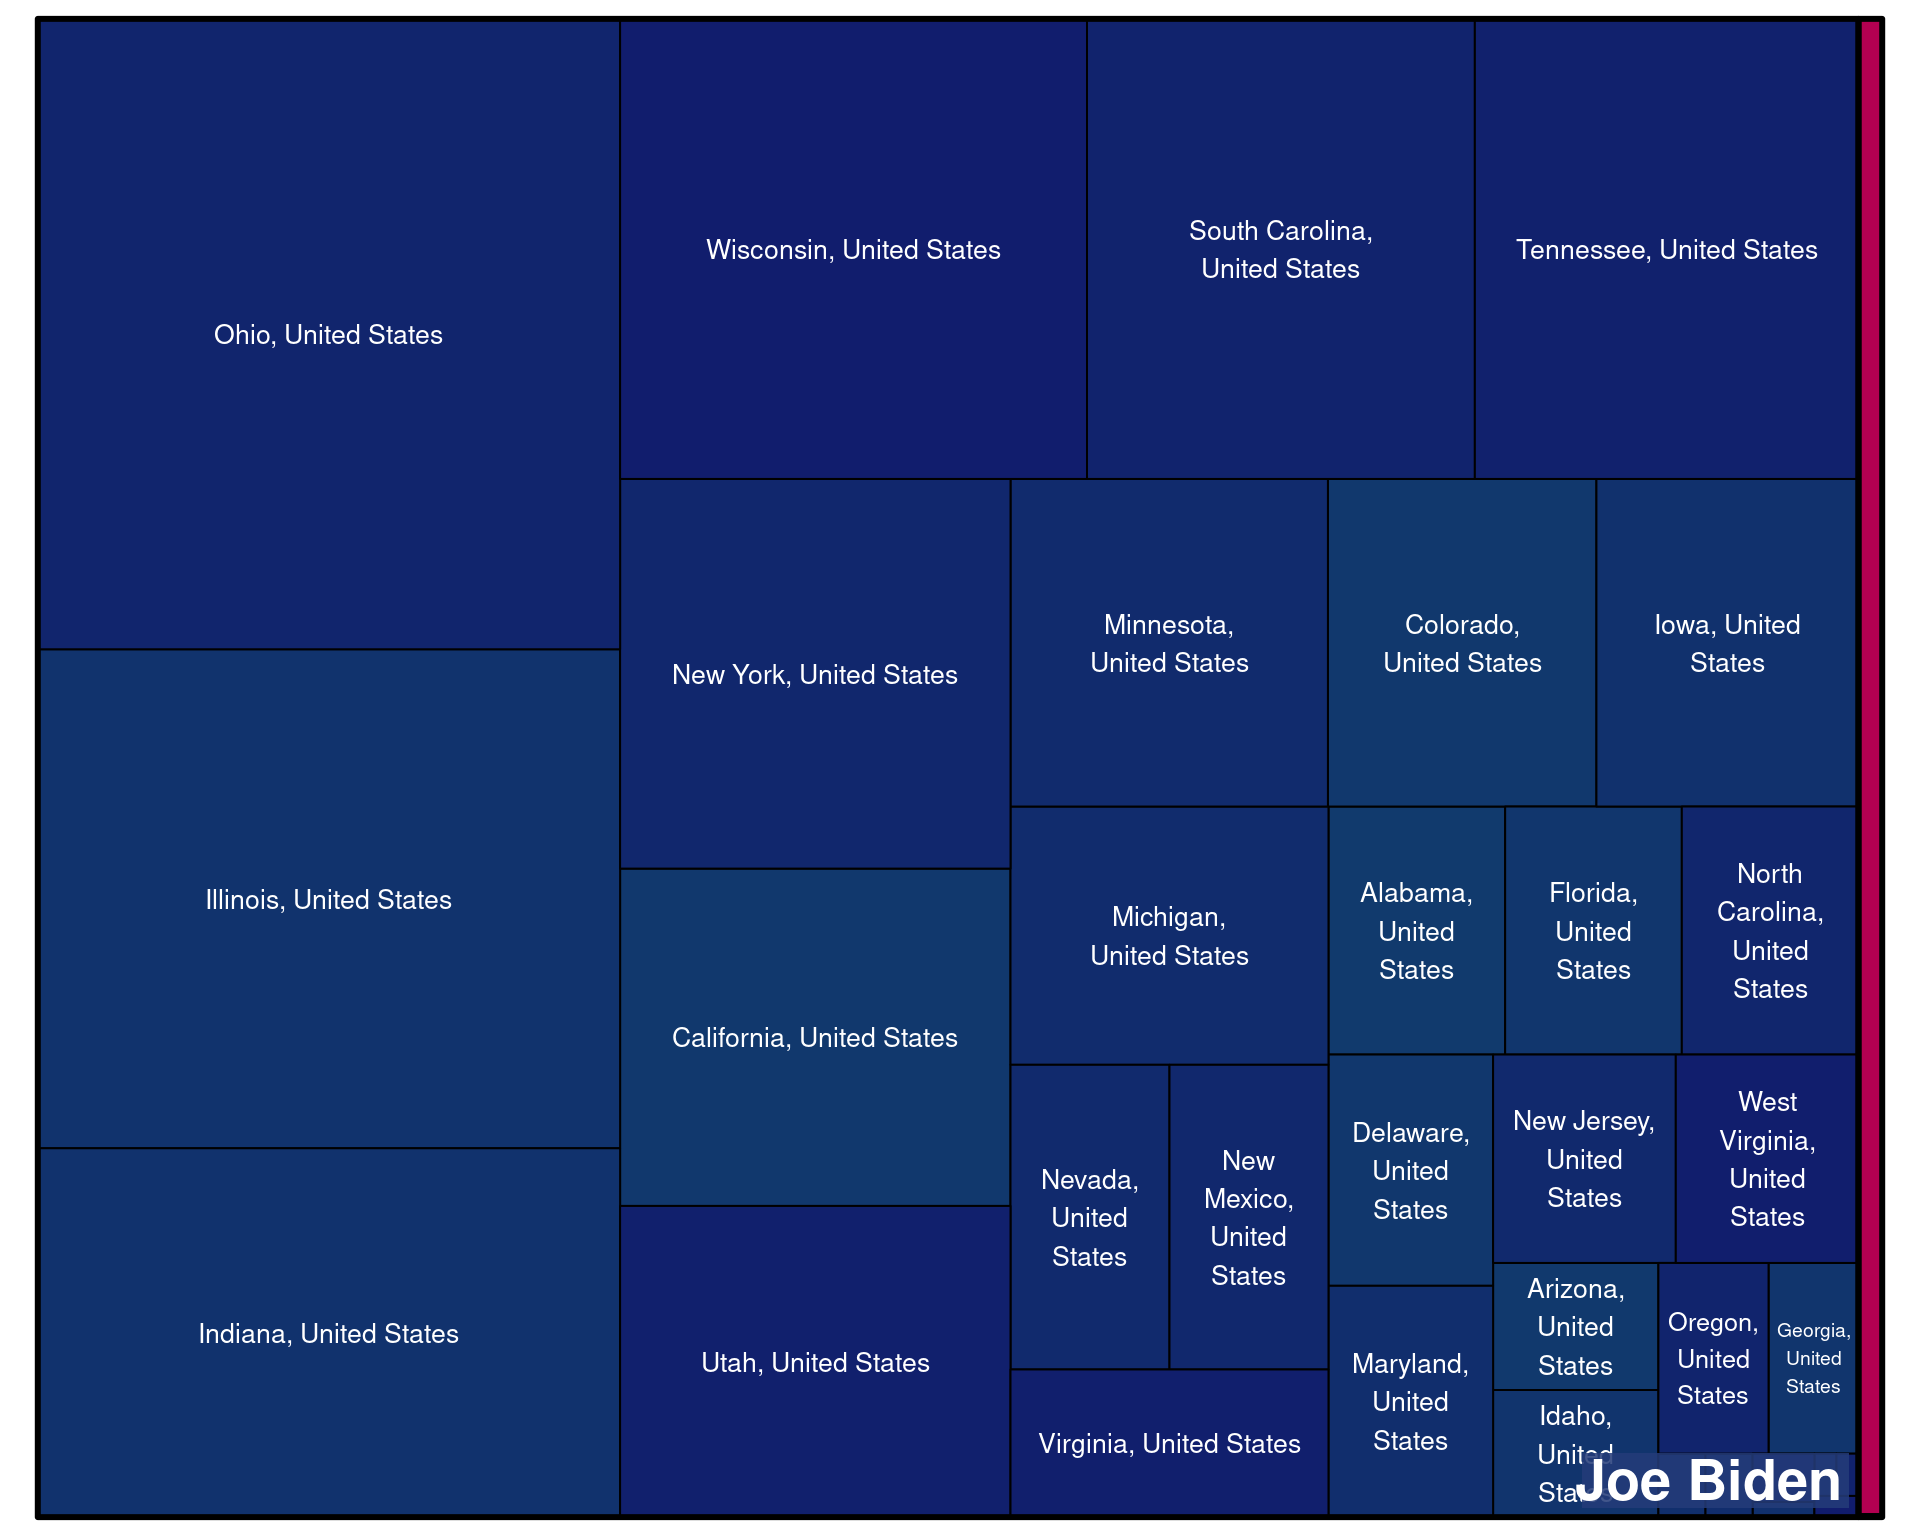 Ohio, United States
Wisconsin, United States
South Carolina,
United States
Tennessee, United States
Illinois, United States
Indiana, United States
New York, United States
California, United States
Utah, United States
Minnesota,
United States
Colorado,
United States
Iowa, United
States
Michigan,
United States
Alabama,
United
States
Florida,
United
States
North
Carolina,
United
States
Nevada,
United
States
New
Mexico,
United
States
Virginia, United States
Delaware,
United
States
New Jersey,
United
States
West
Virginia,
United
States
Maryland,
United
States
Arizona,
United
States
Oregon,
United
States
Georgia,
United
States
Idaho,
United
States
Joe Biden